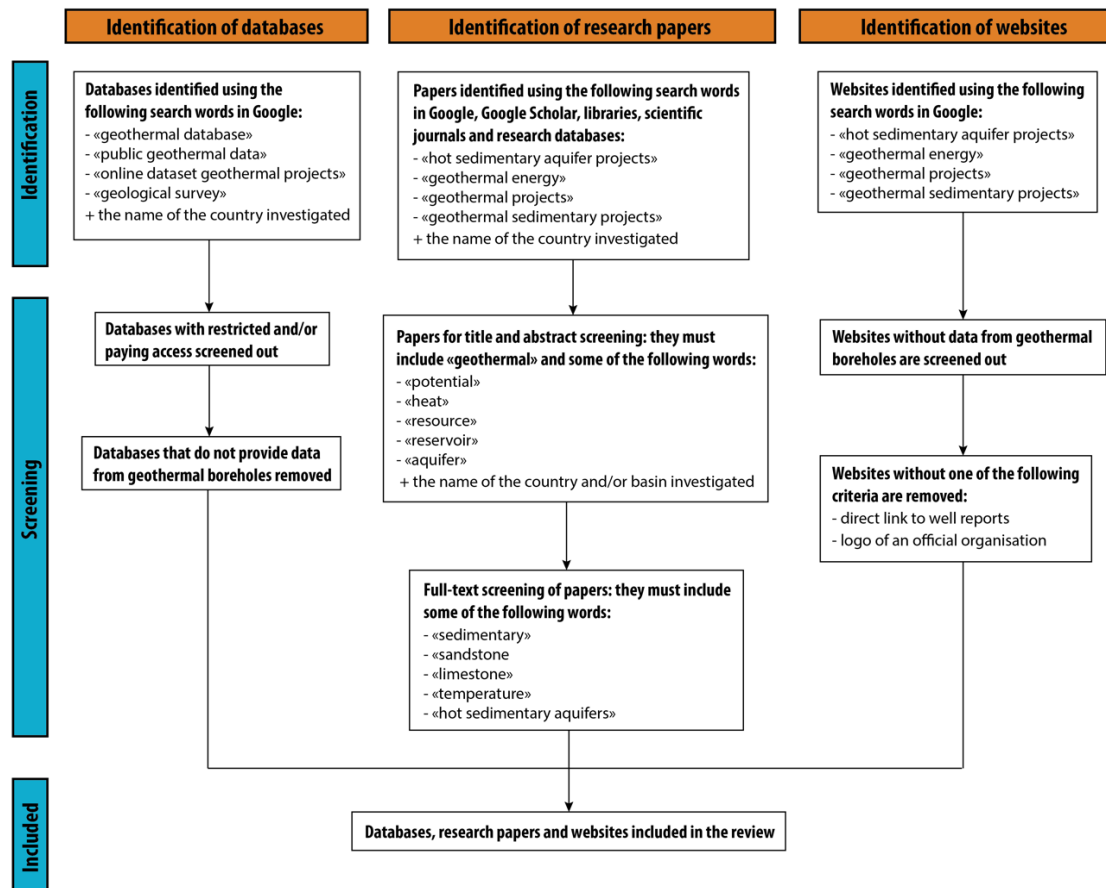 Identification of databases
Identification of research papers
Identification of websites
Identification
Databases identified using the
following search words in Google:
- «geothermal database»
- «public geothermal data»
- «online dataset geothermal projects»
- «geological survey»
+ the name of the country investigated
Papers identified using the following search words
in Google, Google Scholar, libraries, scientific
journals and research databases:
- «hot sedimentary aquifer projects»
- «geothermal energy»
- «geothermal projects»
- «geothermal sedimentary projects»
+ the name of the country investigated
Websites identified using the following
search words in Google:
- «hot sedimentary aquifer projects»
- «geothermal energy»
- «geothermal projects»
- «geothermal sedimentary projects»
Screening
Databases with restricted and/or
paying access screened out
Databases that do not provide data
from geothermal boreholes removed
Papers for title and abstract screening: they must
include «geothermal» and some of the following words:
- «potential»
- «heat»
- «resource»
- «reservoir»
- «aquifer»
+ the name of the country and/or basin investigated
Full-text screening of papers: they must include
some of the following words:
- «sedimentary»
- «sandstone
- «limestone»
- «temperature»
- «hot sedimentary aquifers»
Websites without data from geothermal
boreholes are screened out
Websites without one of the following
criteria are removed:
- direct link to well reports
- logo of an official organisation
Included
Databases, research papers and websites included in the review